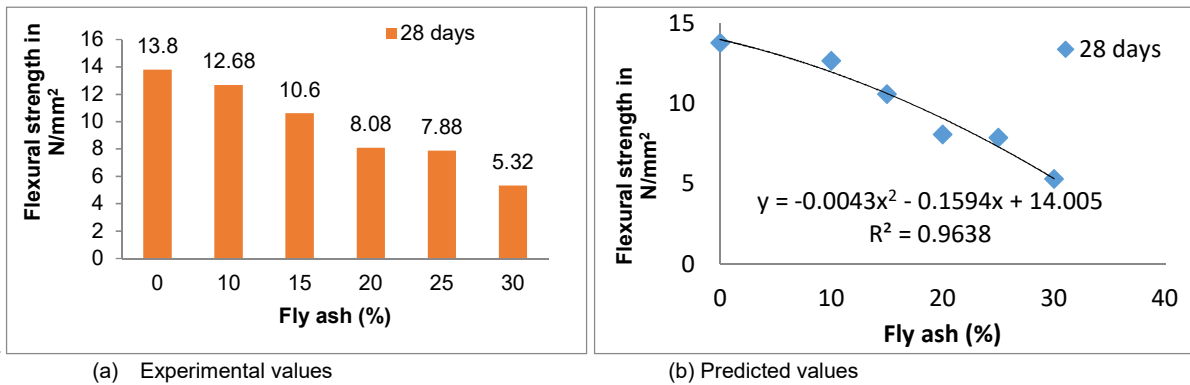 28 days
Flexural strength in
N/mm²
16
14
12
10
8
6
4
2
0
13.8
12.68
10.6
8.08
7.88
5.32
0 10 15 20 25 30
Fly ash (%)
(a) Experimental values
28 days
Flexural strength in
N/mm²
15
10
5
0
y = -0.0043x² - 0.1594x + 14.005
R² = 0.9638
0 10 20 30 40
Fly ash (%)
(b) Predicted values